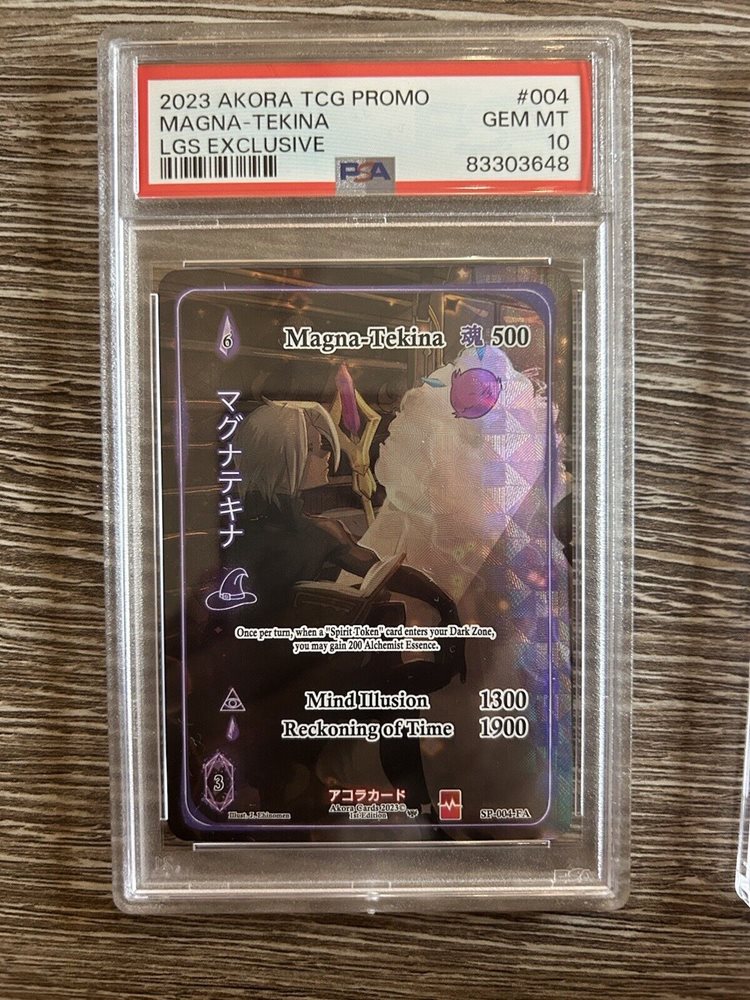 2023 AKORA TCG PROMO #004
MAGNA-TEKINA GEM MT
LGS EXCLUSIVE 10
PSA 83303648
6 Magna-Tekina 魂 500
マグナテキナ
Once per turn, when a "Spirit Token" card enters your Dark Zone,
you may gain 200 Alchemist Essence.
Mind Illusion 1300
Reckoning of Time 1900
3
アコラカード
Akora Cards 2023©
1st Edition
SP-004-FA